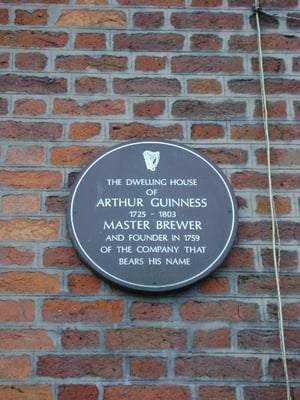 THE DWELLING HOUSE
OF
ARTHUR GUINNESS
1725 - 1803
MASTER BREWER
AND FOUNDER IN 1759
OF THE COMPANY THAT
BEARS HIS NAME